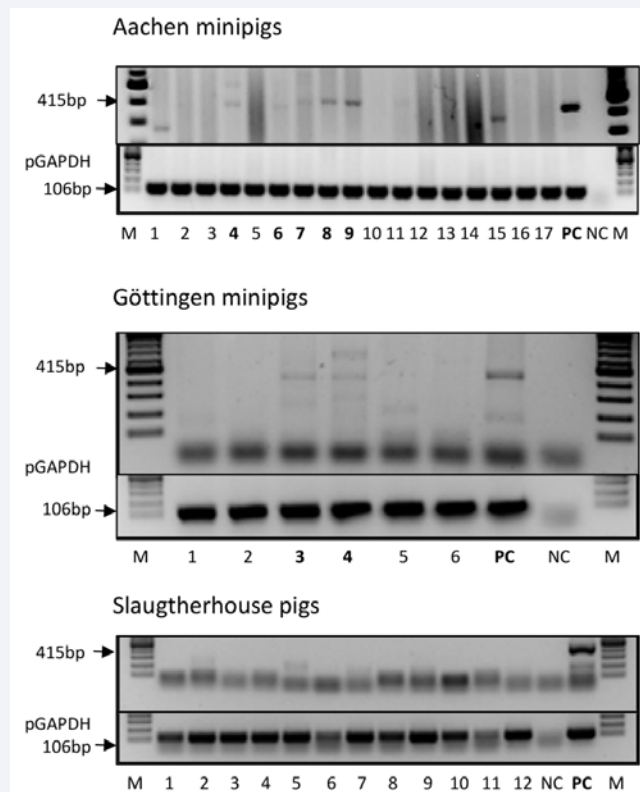 Aachen minipigs
415bp
pGAPDH
106bp
M 1 2 3 4 5 6 7 8 9 10 11 12 13 14 15 16 17 PC NC M
Göttingen minipigs
415bp
pGAPDH
106bp
M 1 2 3 4 5 6 PC NC M
Slaugtherhouse pigs
415bp
pGAPDH
106bp
M 1 2 3 4 5 6 7 8 9 10 11 12 NC PC M